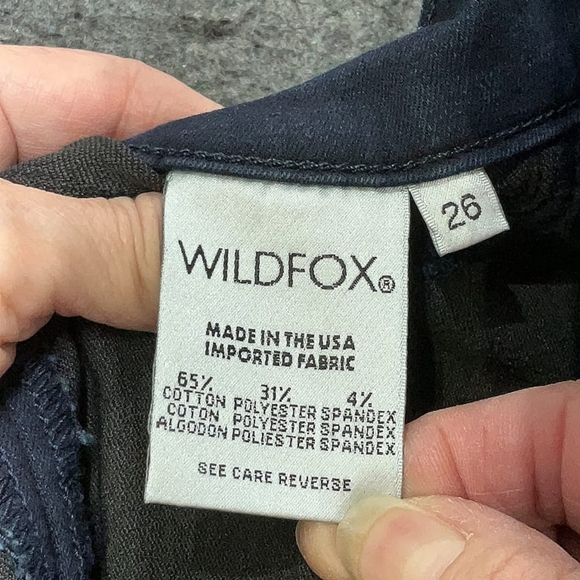 WILDFOX®
26
MADE IN THE USA
IMPORTED FABRIC
65% 31% 4%
COTTON POLYESTER SPANDEX
COTON POLYESTER SPANDEX
ALGODON POLIESTER SPANDEX
SEE CARE REVERSE